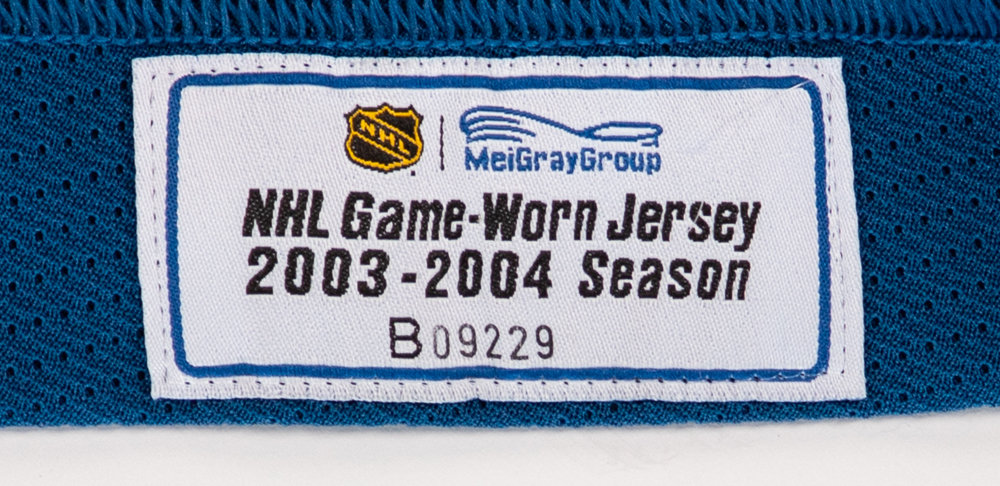 NHL MeiGrayGroup
NHL Game-Worn Jersey
2003-2004 Season
B09229